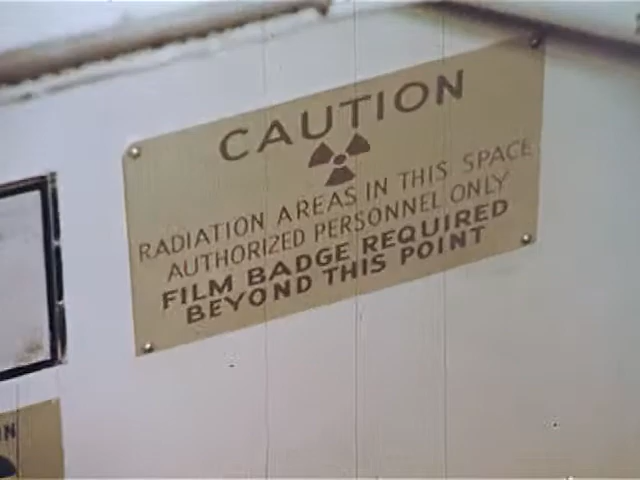 CAUTION
RADIATION AREAS IN THIS SPACE
AUTHORIZED PERSONNEL ONLY
FILM BADGE REQUIRED
BEYOND THIS POINT